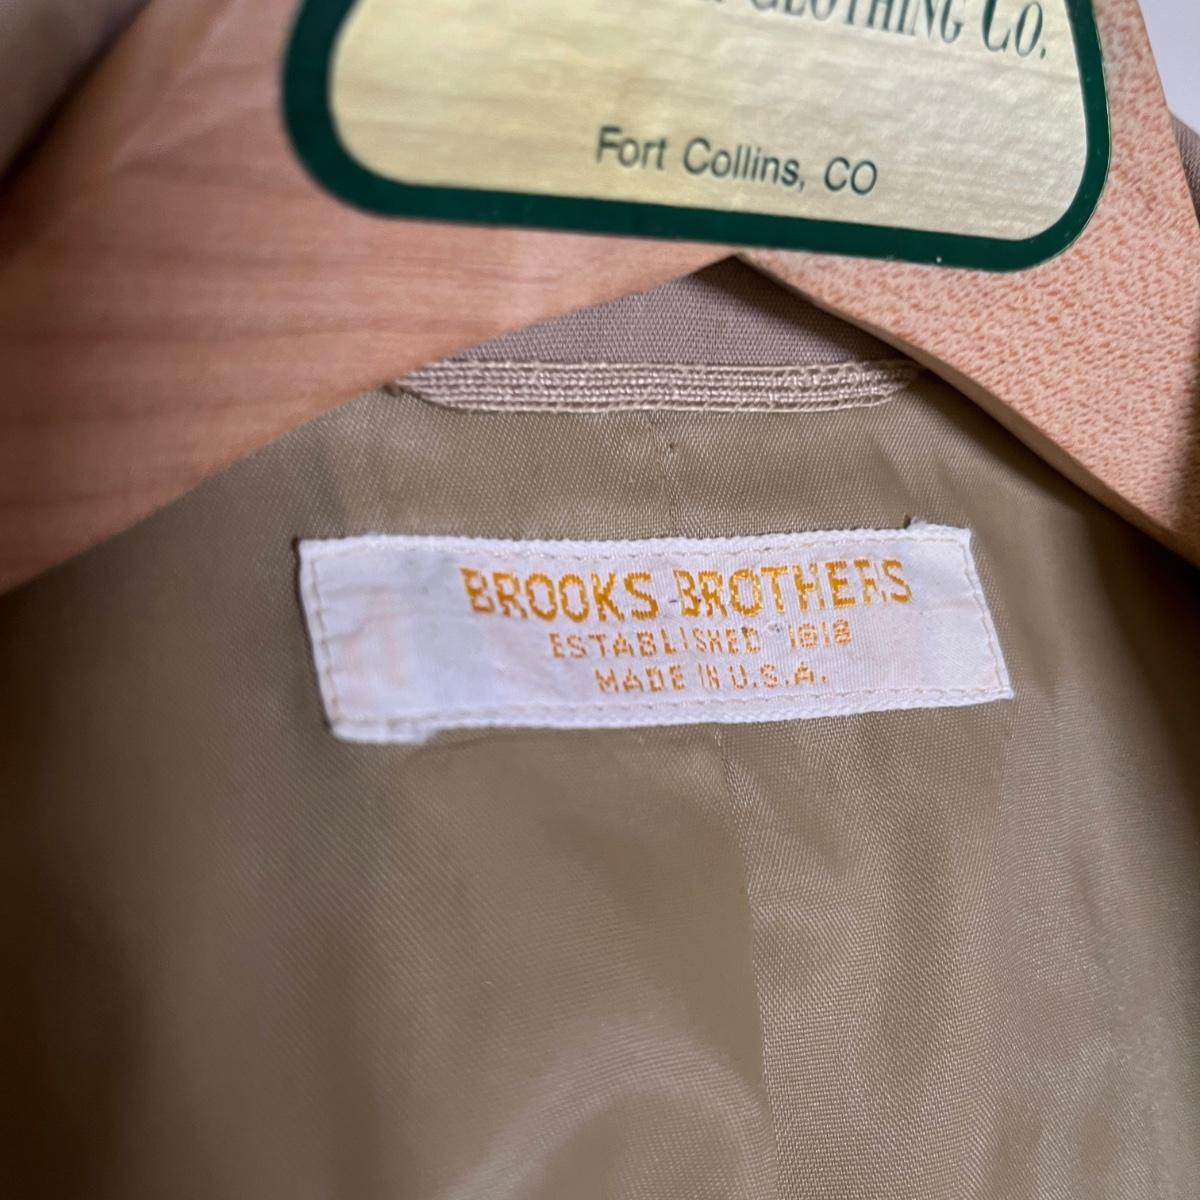 CLOTHING CO.
Fort Collins, CO
BROOKS BROTHERS
ESTABLISHED 1818
MADE IN U.S.A.